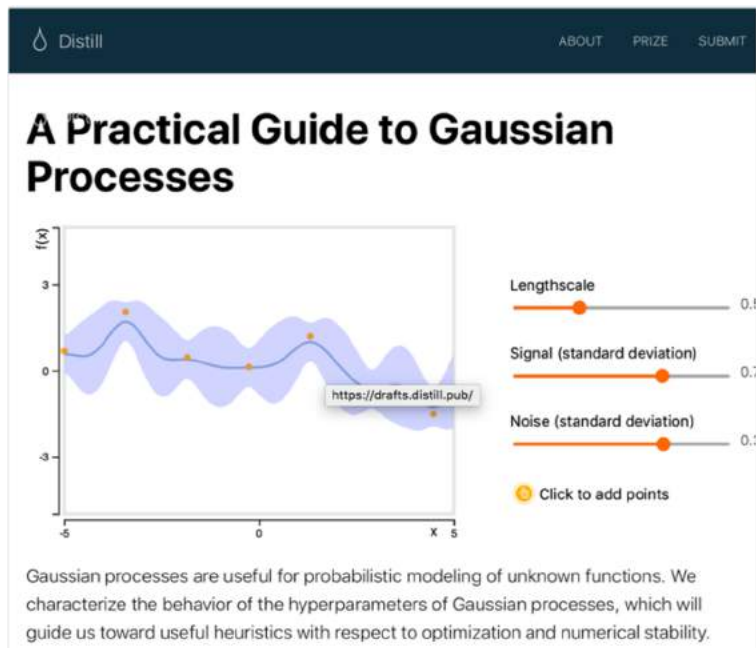 Distill
ABOUT PRIZE SUBMIT
A Practical Guide to Gaussian
Processes
f(x)
3
0
-3
-5 0 x 5
https://drafts.distill.pub/
Lengthscale
Signal (standard deviation)
Noise (standard deviation)
Click to add points
Gaussian processes are useful for probabilistic modeling of unknown functions. We
characterize the behavior of the hyperparameters of Gaussian processes, which will
guide us toward useful heuristics with respect to optimization and numerical stability.